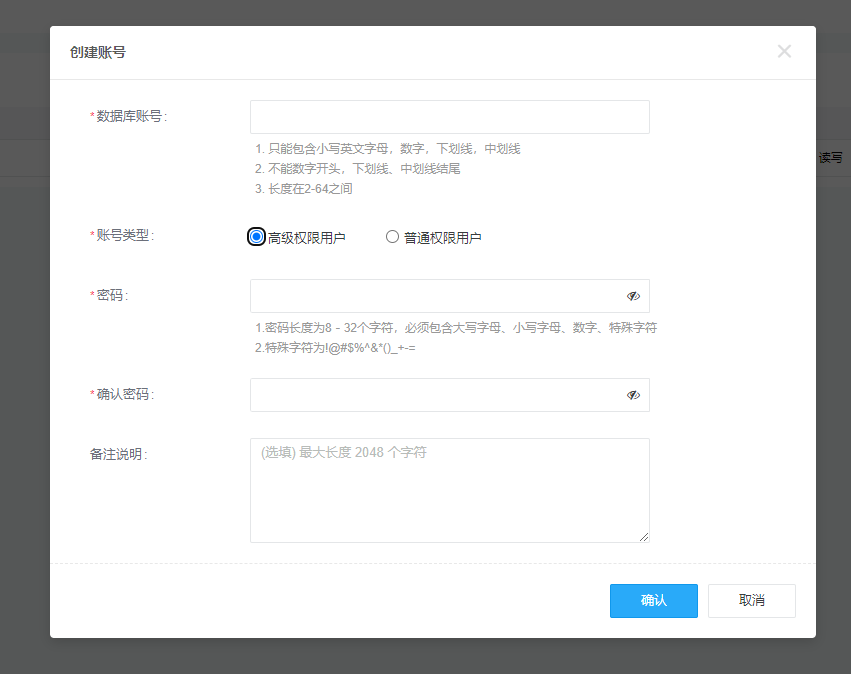 创建账号
*数据库账号:
1. 只能包含小写英文字母，数字，下划线，中划线
2. 不能数字开头，下划线、中划线结尾
3. 长度在2-64之间
读写
*账号类型:
高级权限用户 普通权限用户
*密码:
1.密码长度为8 - 32个字符，必须包含大写字母、小写字母、数字、特殊字符
2.特殊字符为!@#$%^&*()_+-=
*确认密码:
备注说明:
(选填) 最大长度 2048 个字符
确认 取消